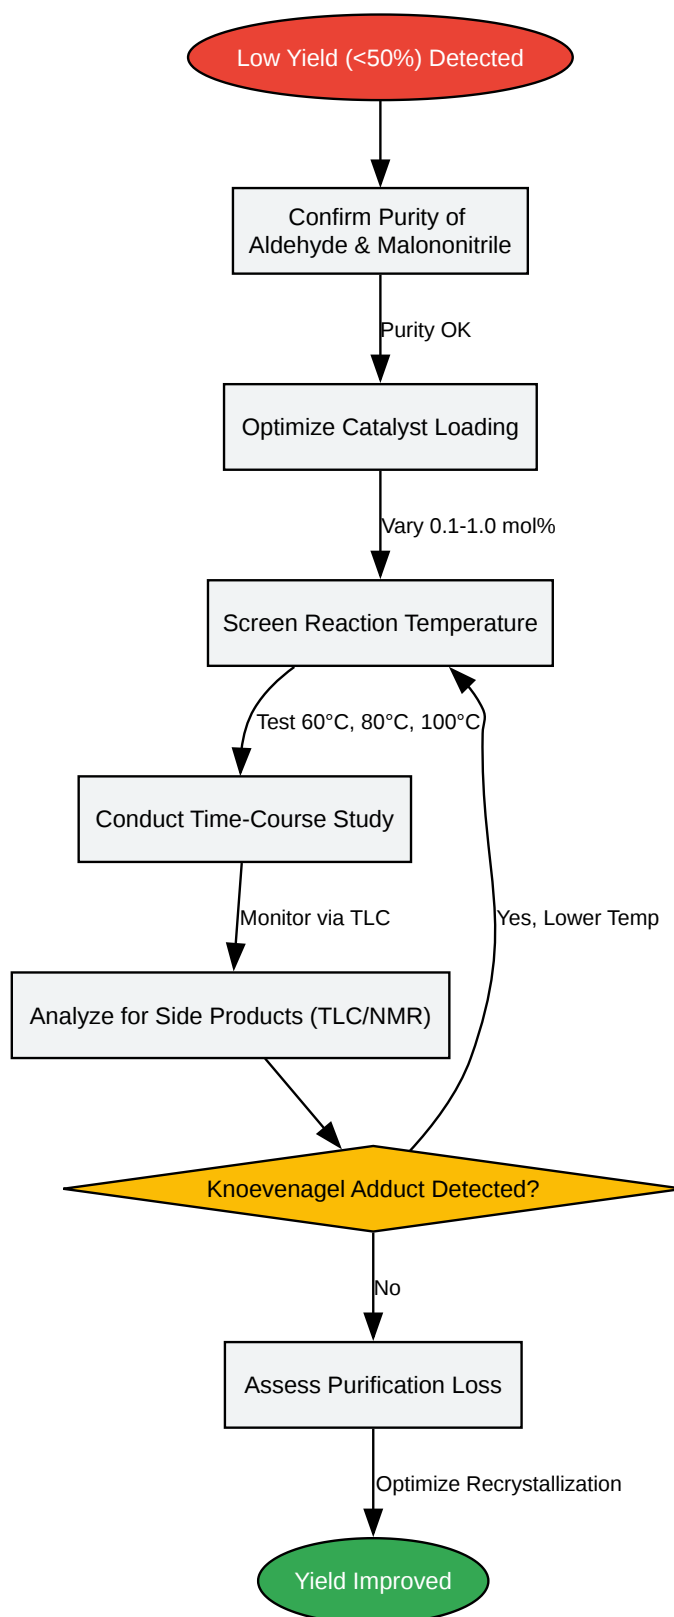 Low Yield (<50%) Detected
Confirm Purity of
Aldehyde & Malononitrile
Purity OK
Optimize Catalyst Loading
Vary 0.1-1.0 mol%
Screen Reaction Temperature
Test 60°C, 80°C, 100°C
Conduct Time-Course Study
Monitor via TLC
Yes, Lower Temp
Analyze for Side Products (TLC/NMR)
Knoevenagel Adduct Detected?
No
Assess Purification Loss
Optimize Recrystallization
Yield Improved